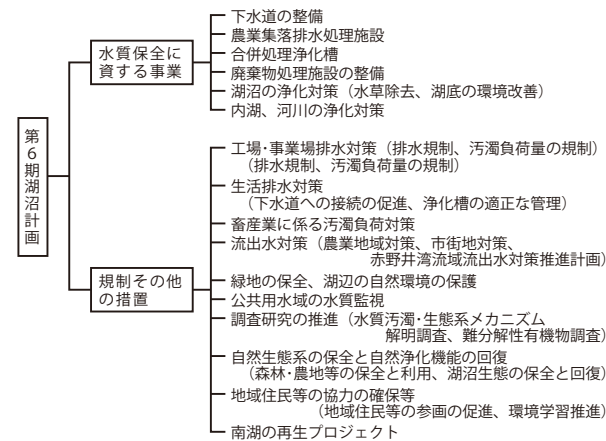 第6期湖沼計画
水質保全に
資する事業
下水道の整備
農業集落排水処理施設
合併処理浄化槽
廃棄物処理施設の整備
湖沼の浄化対策（水草除去、湖底の環境改善）
内湖、河川の浄化対策
規制その他
の措置
工場・事業場排水対策（排水規制、汚濁負荷量の規制）
（排水規制、汚濁負荷量の規制）
生活排水対策
（下水道への接続の促進、浄化槽の適正な管理）
畜産業に係る汚濁負荷対策
流出水対策（農業地域対策、市街地対策、
赤野井湾流域流出水対策推進計画）
緑地の保全、湖辺の自然環境の保護
公共用水域の水質監視
調査研究の推進（水質汚濁・生態系メカニズム
解明調査、難分解性有機物調査）
自然生態系の保全と自然浄化機能の回復
（森林・農地等の保全と利用、湖沼生態の保全と回復）
地域住民等の協力の確保等
（地域住民等の参画の促進、環境学習推進）
南湖の再生プロジェクト